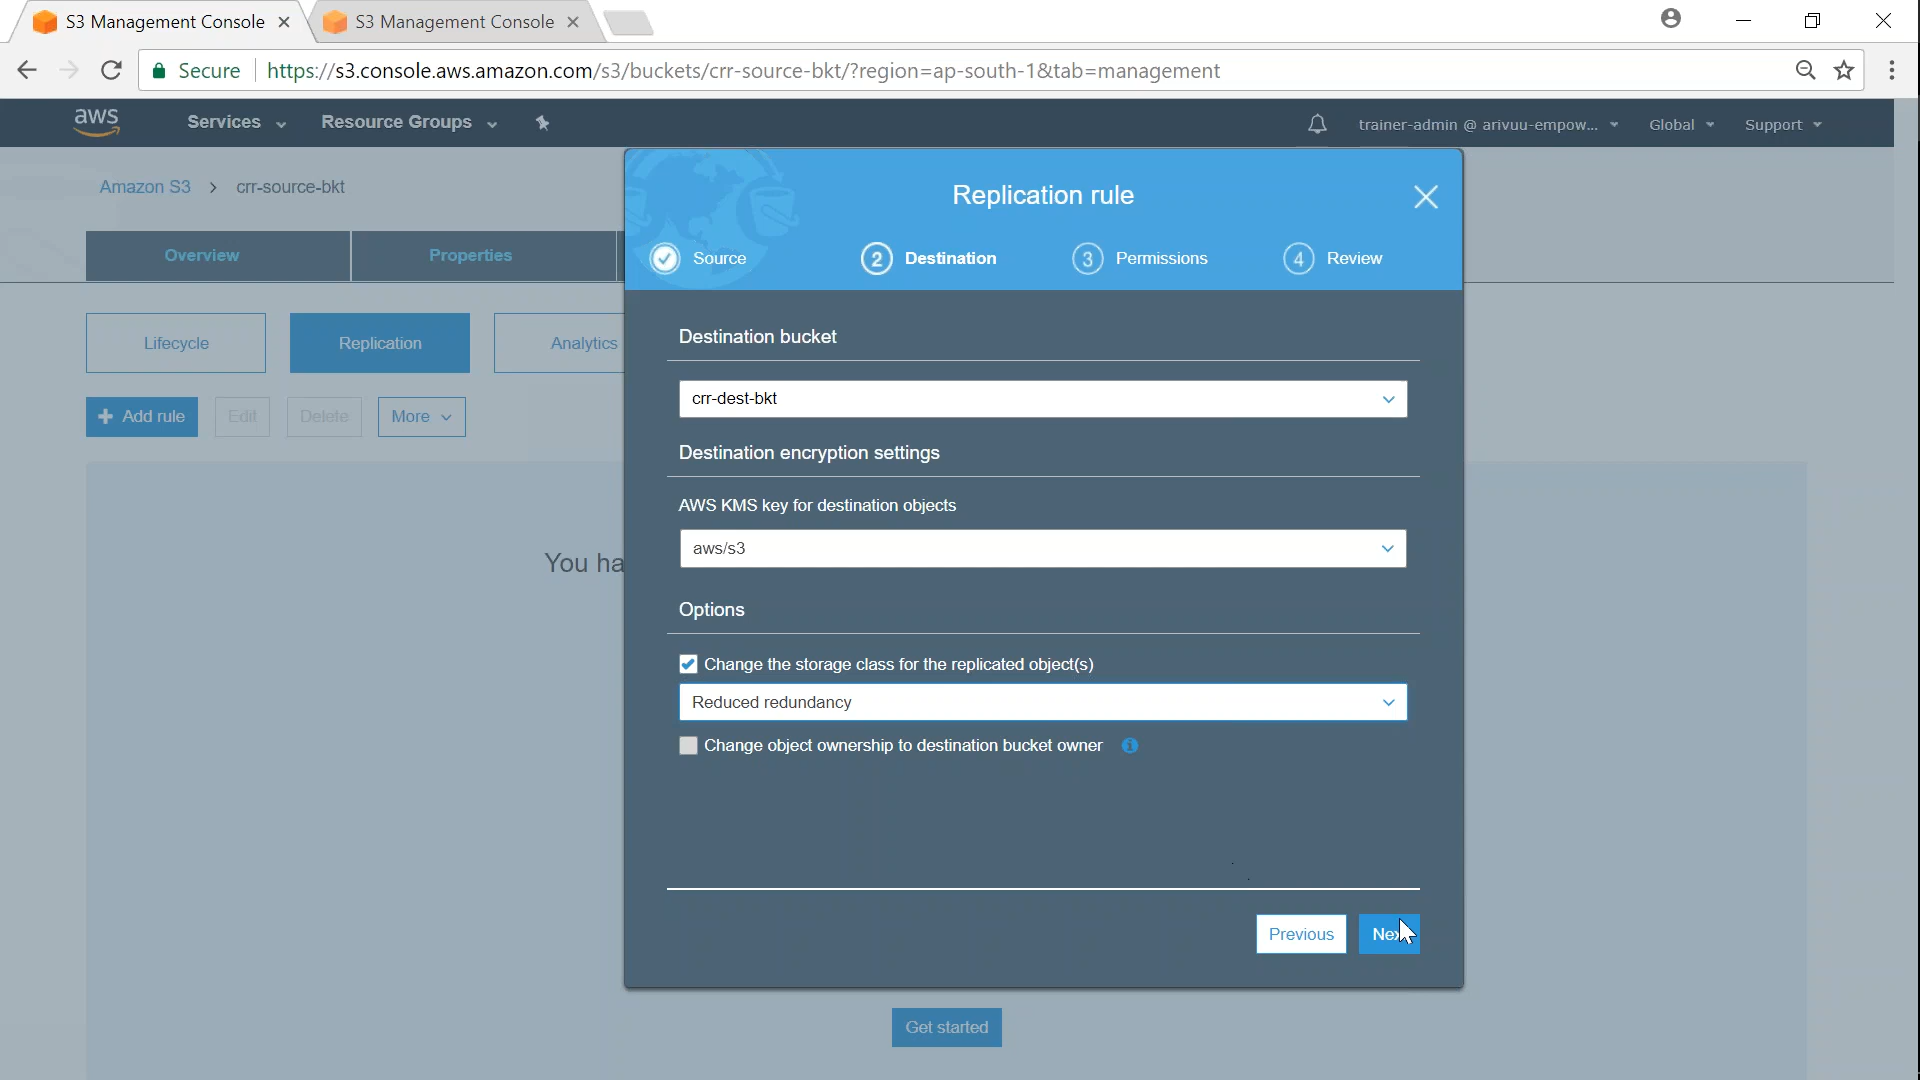 S3 Management Console
S3 Management Console
Secure https://s3.console.aws.amazon.com/s3/buckets/crr-source-bkt/?region=ap-south-1&tab=management
aws Services Resource Groups trainer-admin @ arivuu-empow... Global Support
Amazon S3 > crr-source-bkt
Overview Properties
Lifecycle Replication Analytics
+ Add rule Edit Delete More
You ha
Replication rule
Source 2 Destination 3 Permissions 4 Review
Destination bucket
crr-dest-bkt
Destination encryption settings
AWS KMS key for destination objects
aws/s3
Options
Change the storage class for the replicated object(s)
Reduced redundancy
Change object ownership to destination bucket owner i
Previous Nex
Get started